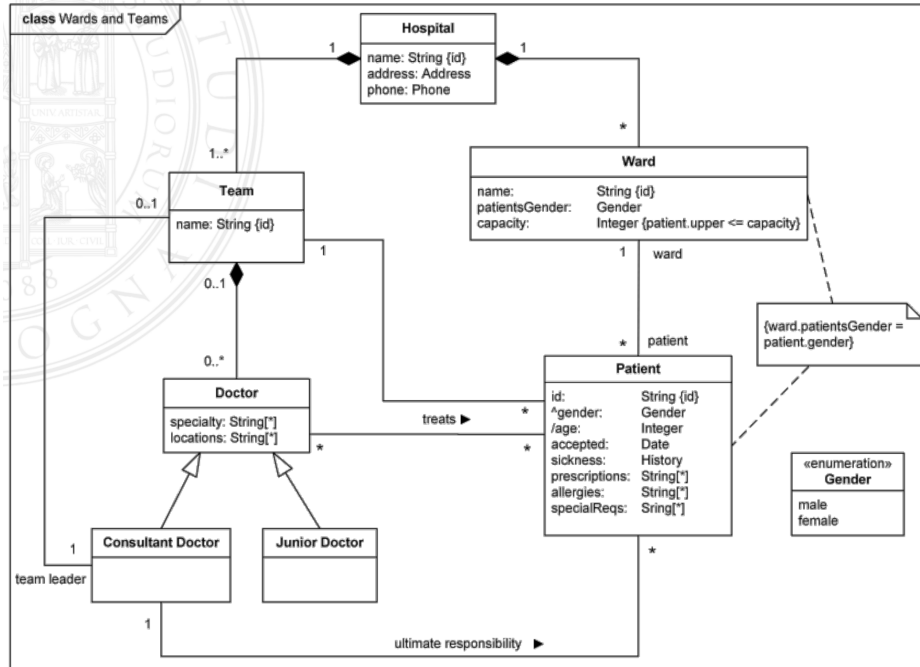 class Wards and Teams
Hospital
name: String {id}
address: Address
phone: Phone
1
1
1..*
*
Team
name: String {id}
0..1
1
0..1
0..*
Ward
name: String {id}
patientsGender: Gender
capacity: Integer {patient.upper <= capacity}
1
ward
{ward.patientsGender =
patient.gender}
*
patient
Doctor
specialty: String[*]
locations: String[*]
treats ►
*
*
*
Patient
id: String {id}
^gender: Gender
/age: Integer
accepted: Date
sickness: History
prescriptions: String[*]
allergies: String[*]
specialReqs: Sring[*]
«enumeration»
Gender
male
female
Consultant Doctor
Junior Doctor
1
team leader
1
ultimate responsibility ►
*